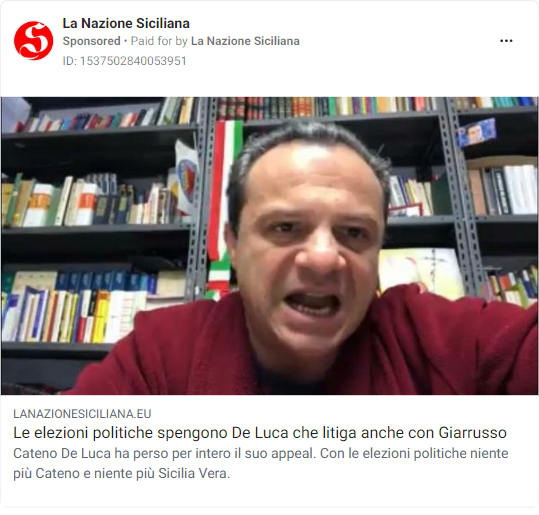 La Nazione Siciliana
Sponsored • Paid for by La Nazione Siciliana
ID: 1537502840053951
LANAZIONESICILIANA.EU
Le elezioni politiche spengono De Luca che litiga anche con Giarrusso
Cateno De Luca ha perso per intero il suo appeal. Con le elezioni politiche niente
più Cateno e niente più Sicilia Vera.